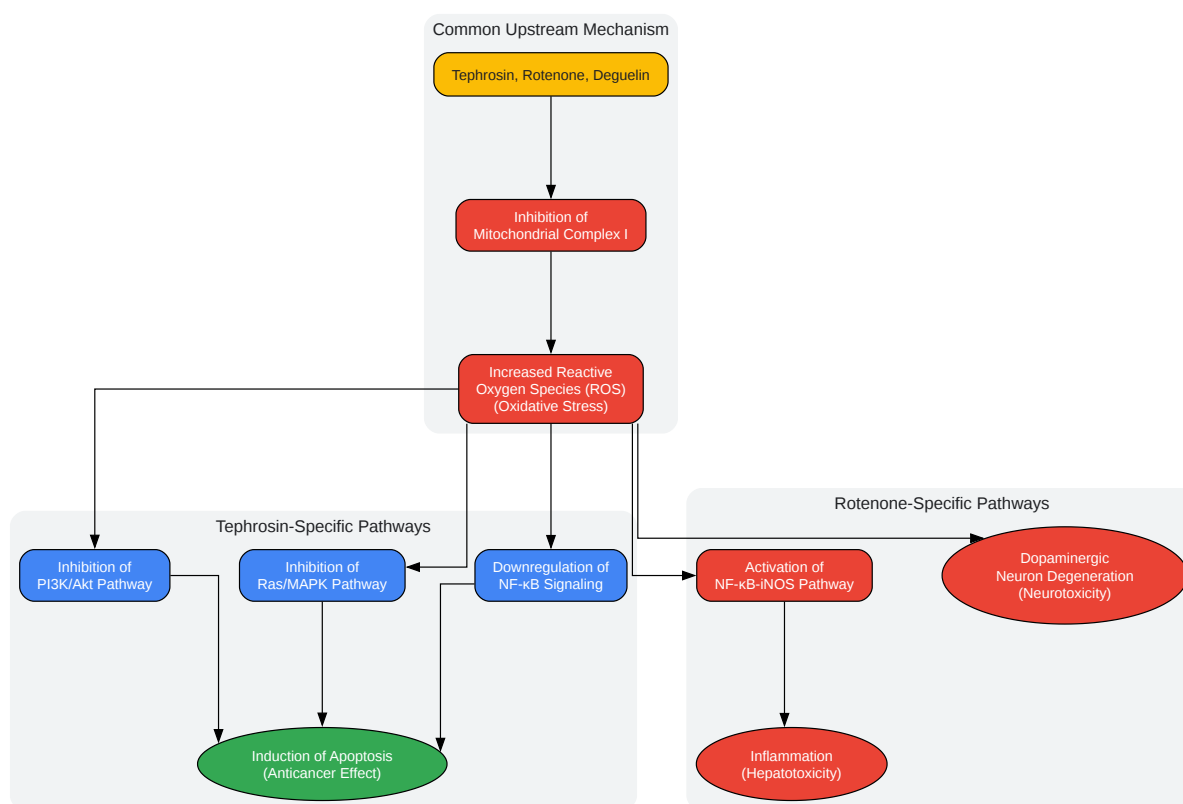 Common Upstream Mechanism
Tephrosin, Rotenone, Deguelin
Inhibition of
Mitochondrial Complex I
Increased Reactive
Oxygen Species (ROS)
(Oxidative Stress)
Tephrosin-Specific Pathways
Inhibition of
PI3K/Akt Pathway
Inhibition of
Ras/MAPK Pathway
Downregulation of
NF-κB Signaling
Induction of Apoptosis
(Anticancer Effect)
Rotenone-Specific Pathways
Activation of
NF-κB-iNOS Pathway
Dopaminergic
Neuron Degeneration
(Neurotoxicity)
Inflammation
(Hepatotoxicity)